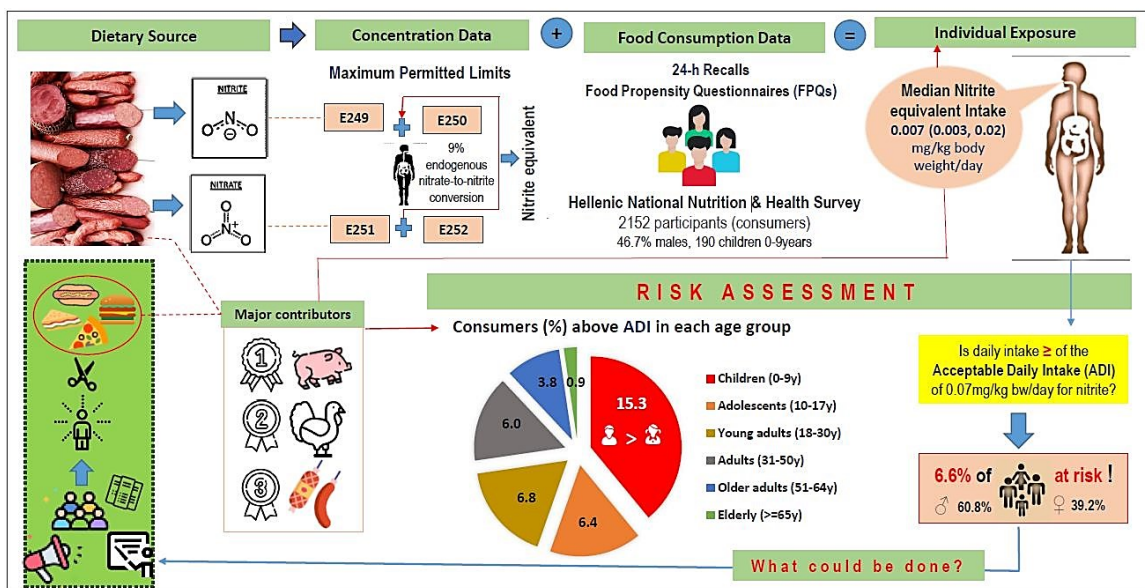 Dietary Source
Concentration Data
+
Food Consumption Data
=
Individual Exposure
NITRITE
O
N
O
NITRATE
O
N+
O
O
Maximum Permitted Limits
E249
E250
9%
endogenous
nitrate-to-nitrite
conversion
E251
E252
Nitrite equivalent
24-h Recalls
Food Propensity Questionnaires (FPQs)
Hellenic National Nutrition & Health Survey
2152 participants (consumers)
46.7% males, 190 children 0-9years
Median Nitrite
equivalent Intake
0.007 (0.003, 0.02)
mg/kg body
weight/day
RISK ASSESSMENT
Major contributors
1
2
3
Consumers (%) above ADI in each age group
15.3
>
6.4
6.8
6.0
3.8
0.9
Children (0-9y)
Adolescents (10-17y)
Young adults (18-30y)
Adults (31-50y)
Older adults (51-64y)
Elderly (>=65y)
Is daily intake ≥ of the
Acceptable Daily Intake (ADI)
of 0.07mg/kg bw/day for nitrite?
6.6% of at risk !
♂ 60.8% ♀ 39.2%
What could be done?